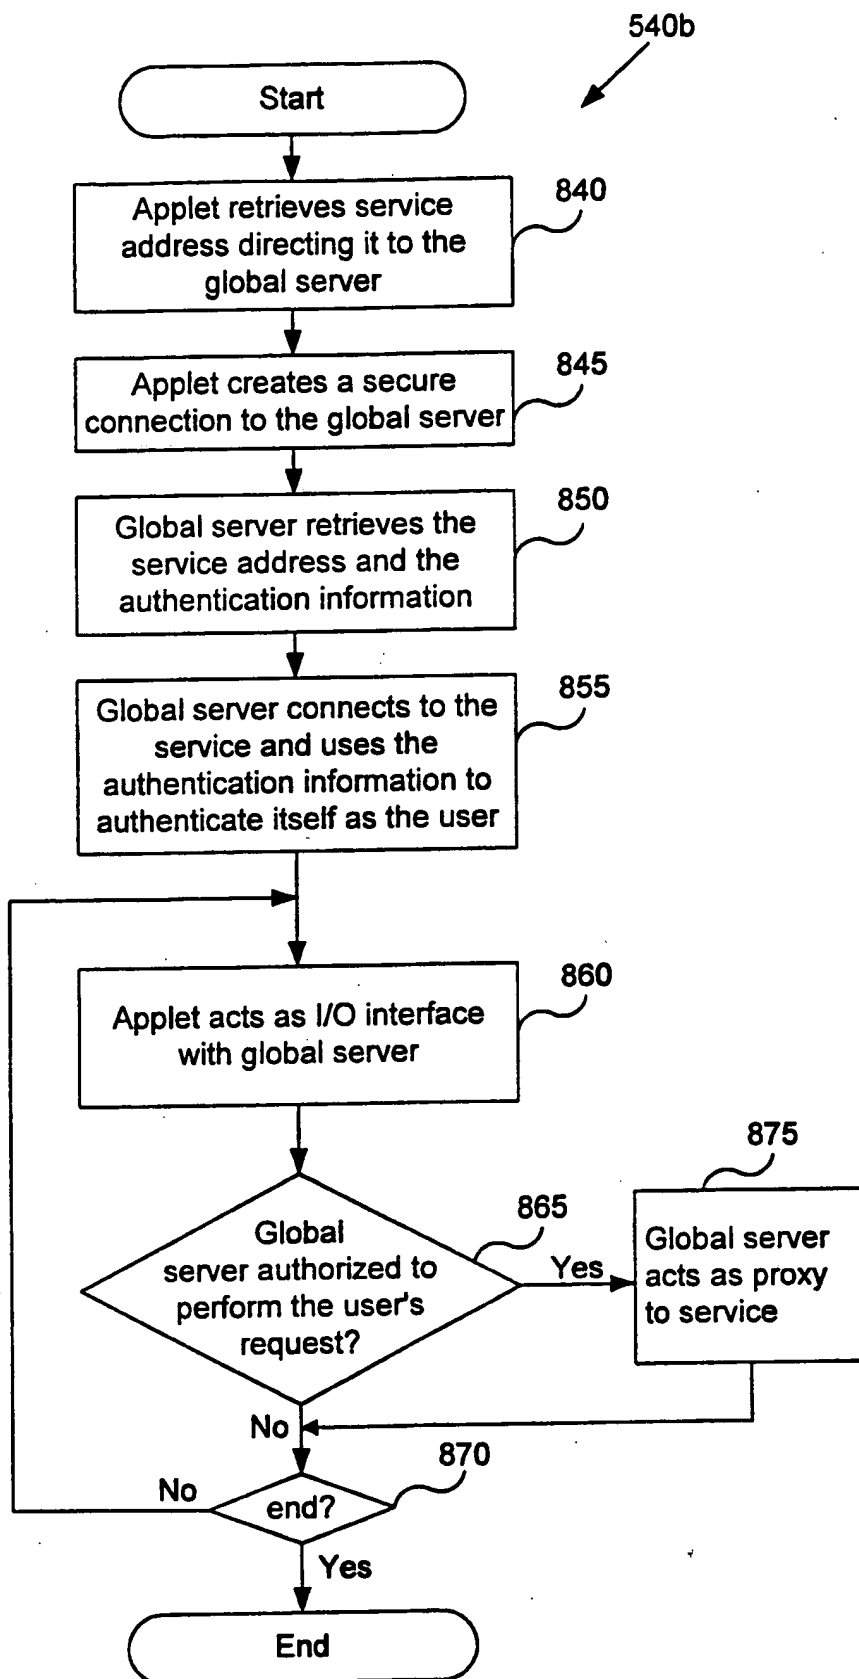 540b
Start
840
Applet retrieves service
address directing it to the
global server
845
Applet creates a secure
connection to the global server
850
Global server retrieves the
service address and the
authentication information
855
Global server connects to the
service and uses the
authentication information to
authenticate itself as the user
860
Applet acts as I/O interface
with global server
865
Global
server authorized to
perform the user's
request?
Yes
875
Global server
acts as proxy
to service
No
870
end?
No
Yes
End